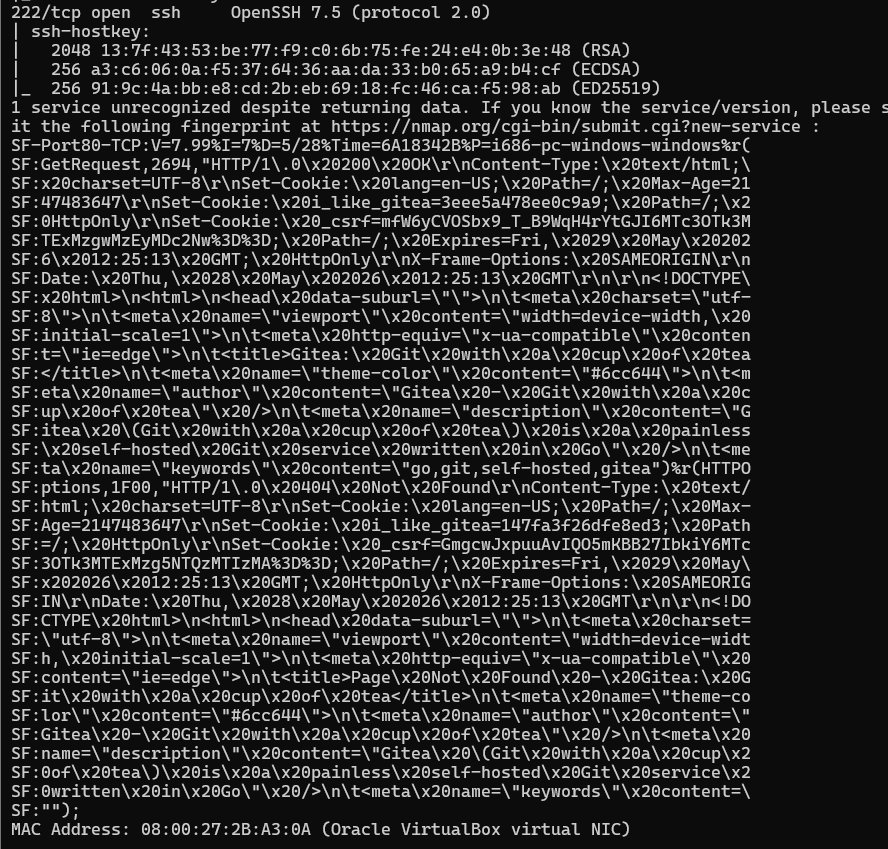 222/tcp open  ssh     OpenSSH 7.5 (protocol 2.0)
| ssh-hostkey:
|   2048 13:7f:43:53:be:77:f9:c0:6b:75:fe:24:e4:0b:3e:48 (RSA)
|   256 a3:c6:06:0a:f5:37:64:36:aa:da:33:b0:65:a9:b4:cf (ECDSA)
|_  256 91:9c:4a:bb:e8:cd:2b:eb:69:18:fc:46:ca:f5:98:ab (ED25519)
1 service unrecognized despite returning data. If you know the service/version, please s
it the following fingerprint at https://nmap.org/cgi-bin/submit.cgi?new-service :
SF-Port80-TCP:V=7.99%I=7%D=5/28%Time=6A18342B%P=i686-pc-windows-windows%r(
SF:GetRequest,2694,"HTTP/1\.0\x20200\x20OK\r\nContent-Type:\x20text/html;\
SF:x20charset=UTF-8\r\nSet-Cookie:\x20lang=en-US;\x20Path=/;\x20Max-Age=21
SF:47483647\r\nSet-Cookie:\x20i_like_gitea=3eee5a478ee0c9a9;\x20Path=/;\x2
SF:0HttpOnly\r\nSet-Cookie:\x20_csrf=mfW6yCVOSbx9_T_B9WqH4rYtGJI6MTc3OTk3M
SF:TExMzgwMzEyMDc2Nw%3D%3D;\x20Path=/;\x20Expires=Fri,\x2029\x20May\x20202
SF:6\x2012:25:13\x20GMT;\x20HttpOnly\r\nX-Frame-Options:\x20SAMEORIGIN\r\n
SF:Date:\x20Thu,\x2028\x20May\x202026\x2012:25:13\x20GMT\r\n\r\n<!DOCTYPE\
SF:x20html>\n<html>\n<head\x20data-suburl=\"\">\n\t<meta\x20charset=\"utf-
SF:8\">\n\t<meta\x20name=\"viewport\"\x20content=\"width=device-width,\x20
SF:initial-scale=1\">\n\t<meta\x20http-equiv=\"x-ua-compatible\"\x20conten
SF:t=\"ie=edge\">\n\t<title>Gitea:\x20Git\x20with\x20a\x20cup\x20of\x20tea
SF:</title>\n\t<meta\x20name=\"theme-color\"\x20content=\"#6cc644\">\n\t<m
SF:eta\x20name=\"author\"\x20content=\"Gitea\x20-\x20Git\x20with\x20a\x20c
SF:up\x20of\x20tea\"\x20/>\n\t<meta\x20name=\"description\"\x20content=\"G
SF:itea\x20\(Git\x20with\x20a\x20cup\x20of\x20tea\)\x20is\x20a\x20painless
SF:\x20self-hosted\x20Git\x20service\x20written\x20in\x20Go\"\x20/>\n\t<me
SF:ta\x20name=\"keywords\"\x20content=\"go,git,self-hosted,gitea")%r(HTTPO
SF:ptions,1F00,"HTTP/1\.0\x20404\x20Not\x20Found\r\nContent-Type:\x20text/
SF:html;\x20charset=UTF-8\r\nSet-Cookie:\x20lang=en-US;\x20Path=/;\x20Max-
SF:Age=2147483647\r\nSet-Cookie:\x20i_like_gitea=147fa3f26dfe8ed3;\x20Path
SF:=/;\x20HttpOnly\r\nSet-Cookie:\x20_csrf=GmgcwJxpuuAvIQO5mKBB27IbkiY6MTc
SF:3OTk3MTExMzg5NTQzMTIzMA%3D%3D;\x20Path=/;\x20Expires=Fri,\x2029\x20May\
SF:x202026\x2012:25:13\x20GMT;\x20HttpOnly\r\nX-Frame-Options:\x20SAMEORIG
SF:IN\r\nDate:\x20Thu,\x2028\x20May\x202026\x2012:25:13\x20GMT\r\n\r\n<!DO
SF:CTYPE\x20html>\n<html>\n<head\x20data-suburl=\"\">\n\t<meta\x20charset=
SF:\"utf-8\">\n\t<meta\x20name=\"viewport\"\x20content=\"width=device-widt
SF:h,\x20initial-scale=1\">\n\t<meta\x20http-equiv=\"x-ua-compatible\"\x20
SF:content=\"ie=edge\">\n\t<title>Page\x20Not\x20Found\x20-\x20Gitea:\x20G
SF:it\x20with\x20a\x20cup\x20of\x20tea</title>\n\t<meta\x20name=\"theme-co
SF:lor\"\x20content=\"#6cc644\">\n\t<meta\x20name=\"author\"\x20content=\"
SF:Gitea\x20-\x20Git\x20with\x20a\x20cup\x20of\x20tea\"\x20/>\n\t<meta\x20
SF:name=\"description\"\x20content=\"Gitea\x20\(Git\x20with\x20a\x20cup\x2
SF:0of\x20tea\)\x20is\x20a\x20painless\x20self-hosted\x20Git\x20service\x2
SF:0written\x20in\x20Go\"\x20/>\n\t<meta\x20name=\"keywords\"\x20content=\
SF:"");
MAC Address: 08:00:27:2B:A3:0A (Oracle VirtualBox virtual NIC)